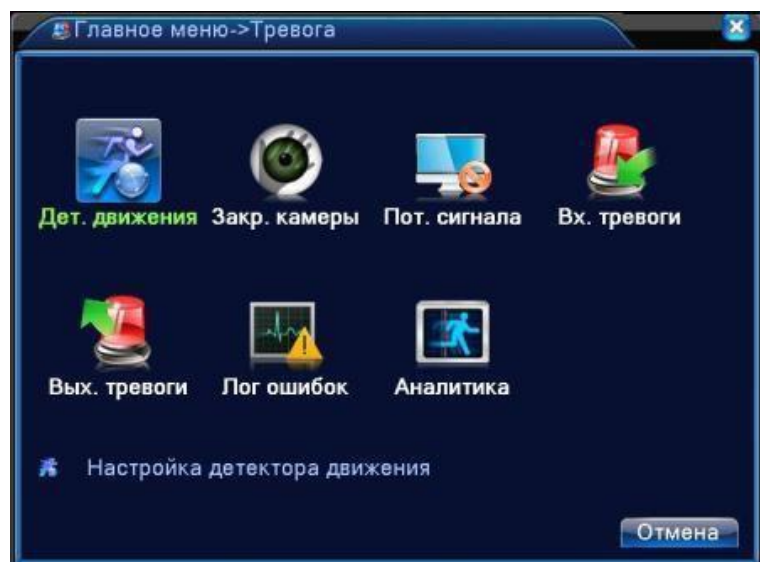 Главное меню->Тревога
Дет. движения Закр. камеры Пот. сигнала Вх. тревоги
Вых. тревоги Лог ошибок Аналитика
Настройка детектора движения
Отмена